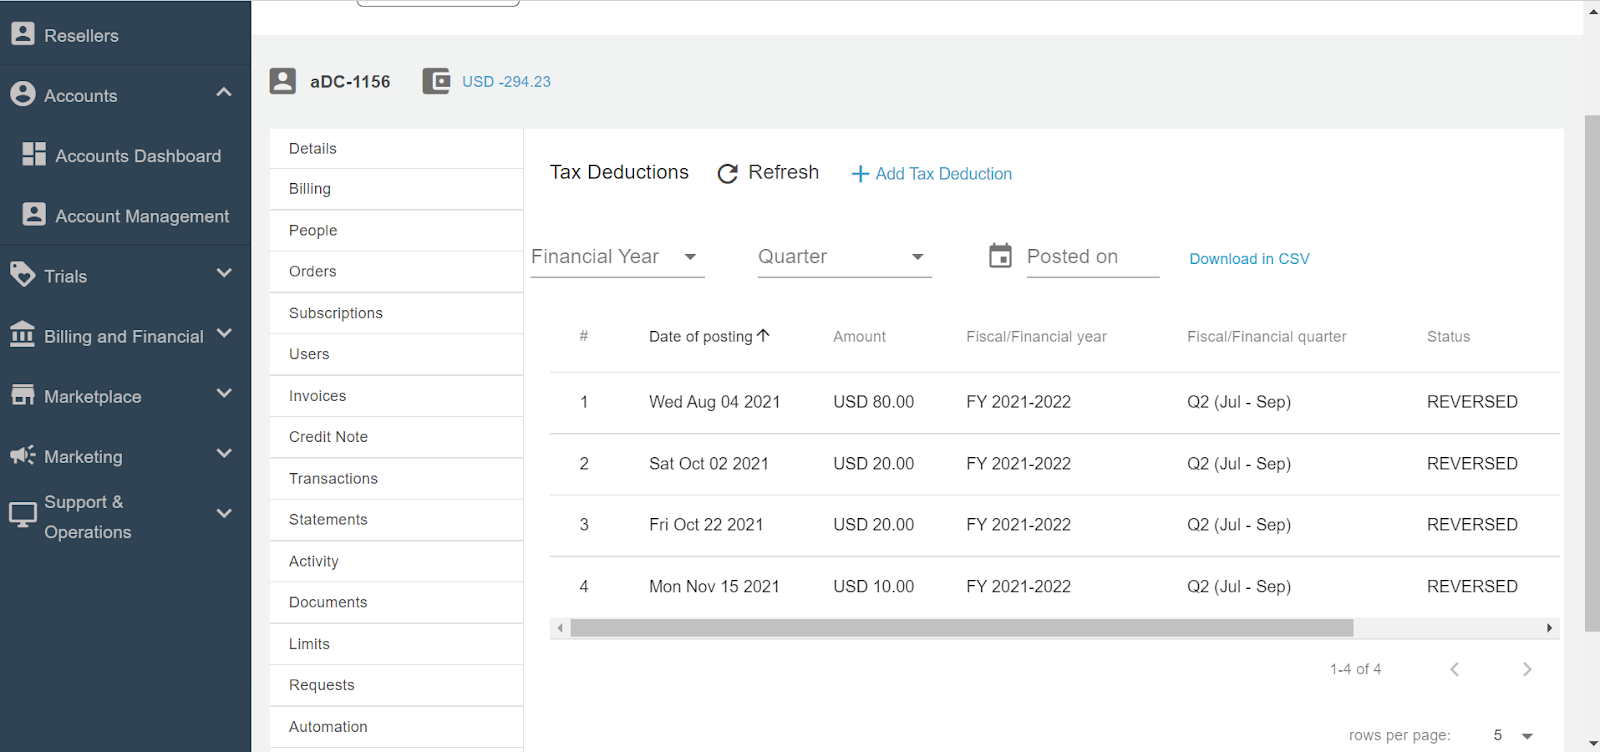 Resellers
Accounts
Accounts Dashboard
Account Management
Trials
Billing and Financial
Marketplace
Marketing
Support &
Operations
aDC-1156 USD -294.23
Details
Billing
People
Orders
Subscriptions
Users
Invoices
Credit Note
Transactions
Statements
Activity
Documents
Limits
Requests
Automation
Tax Deductions Refresh + Add Tax Deduction
Financial Year Quarter Posted on Download in CSV
# Date of posting Amount Fiscal/Financial year Fiscal/Financial quarter Status
1 Wed Aug 04 2021 USD 80.00 FY 2021-2022 Q2 (Jul - Sep) REVERSED
2 Sat Oct 02 2021 USD 20.00 FY 2021-2022 Q2 (Jul - Sep) REVERSED
3 Fri Oct 22 2021 USD 20.00 FY 2021-2022 Q2 (Jul - Sep) REVERSED
4 Mon Nov 15 2021 USD 10.00 FY 2021-2022 Q2 (Jul - Sep) REVERSED
1-4 of 4
rows per page: 5